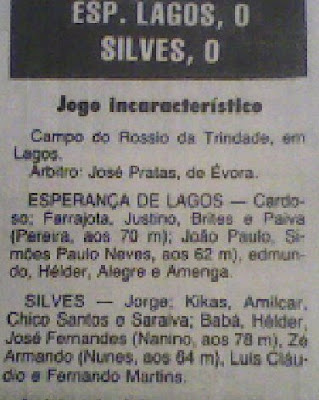 ESP. LAGOS, 0
SILVES, 0
Jogo incaracterístico
Campo do Rossio da Trindade, em
Lagos.
Árbitro: José Pratas, de Évora.
ESPERANÇA DE LAGOS — Cardo-
so; Farrajota, Justino, Brites e Paiva
(Pereira, aos 70 m); João Paulo, Si-
mões Paulo Neves, aos 62 m), edmun-
do, Hélder, Alegre e Amenga.
SILVES — Jorge; Kikas, Amílcar,
Chico Santos e Saraiva; Babá, Hélder,
José Fernandes (Nanino, aos 78 m), Zé
Armando (Nunes, aos 64 m), Luís Cláu-
dio e Fernando Martins.